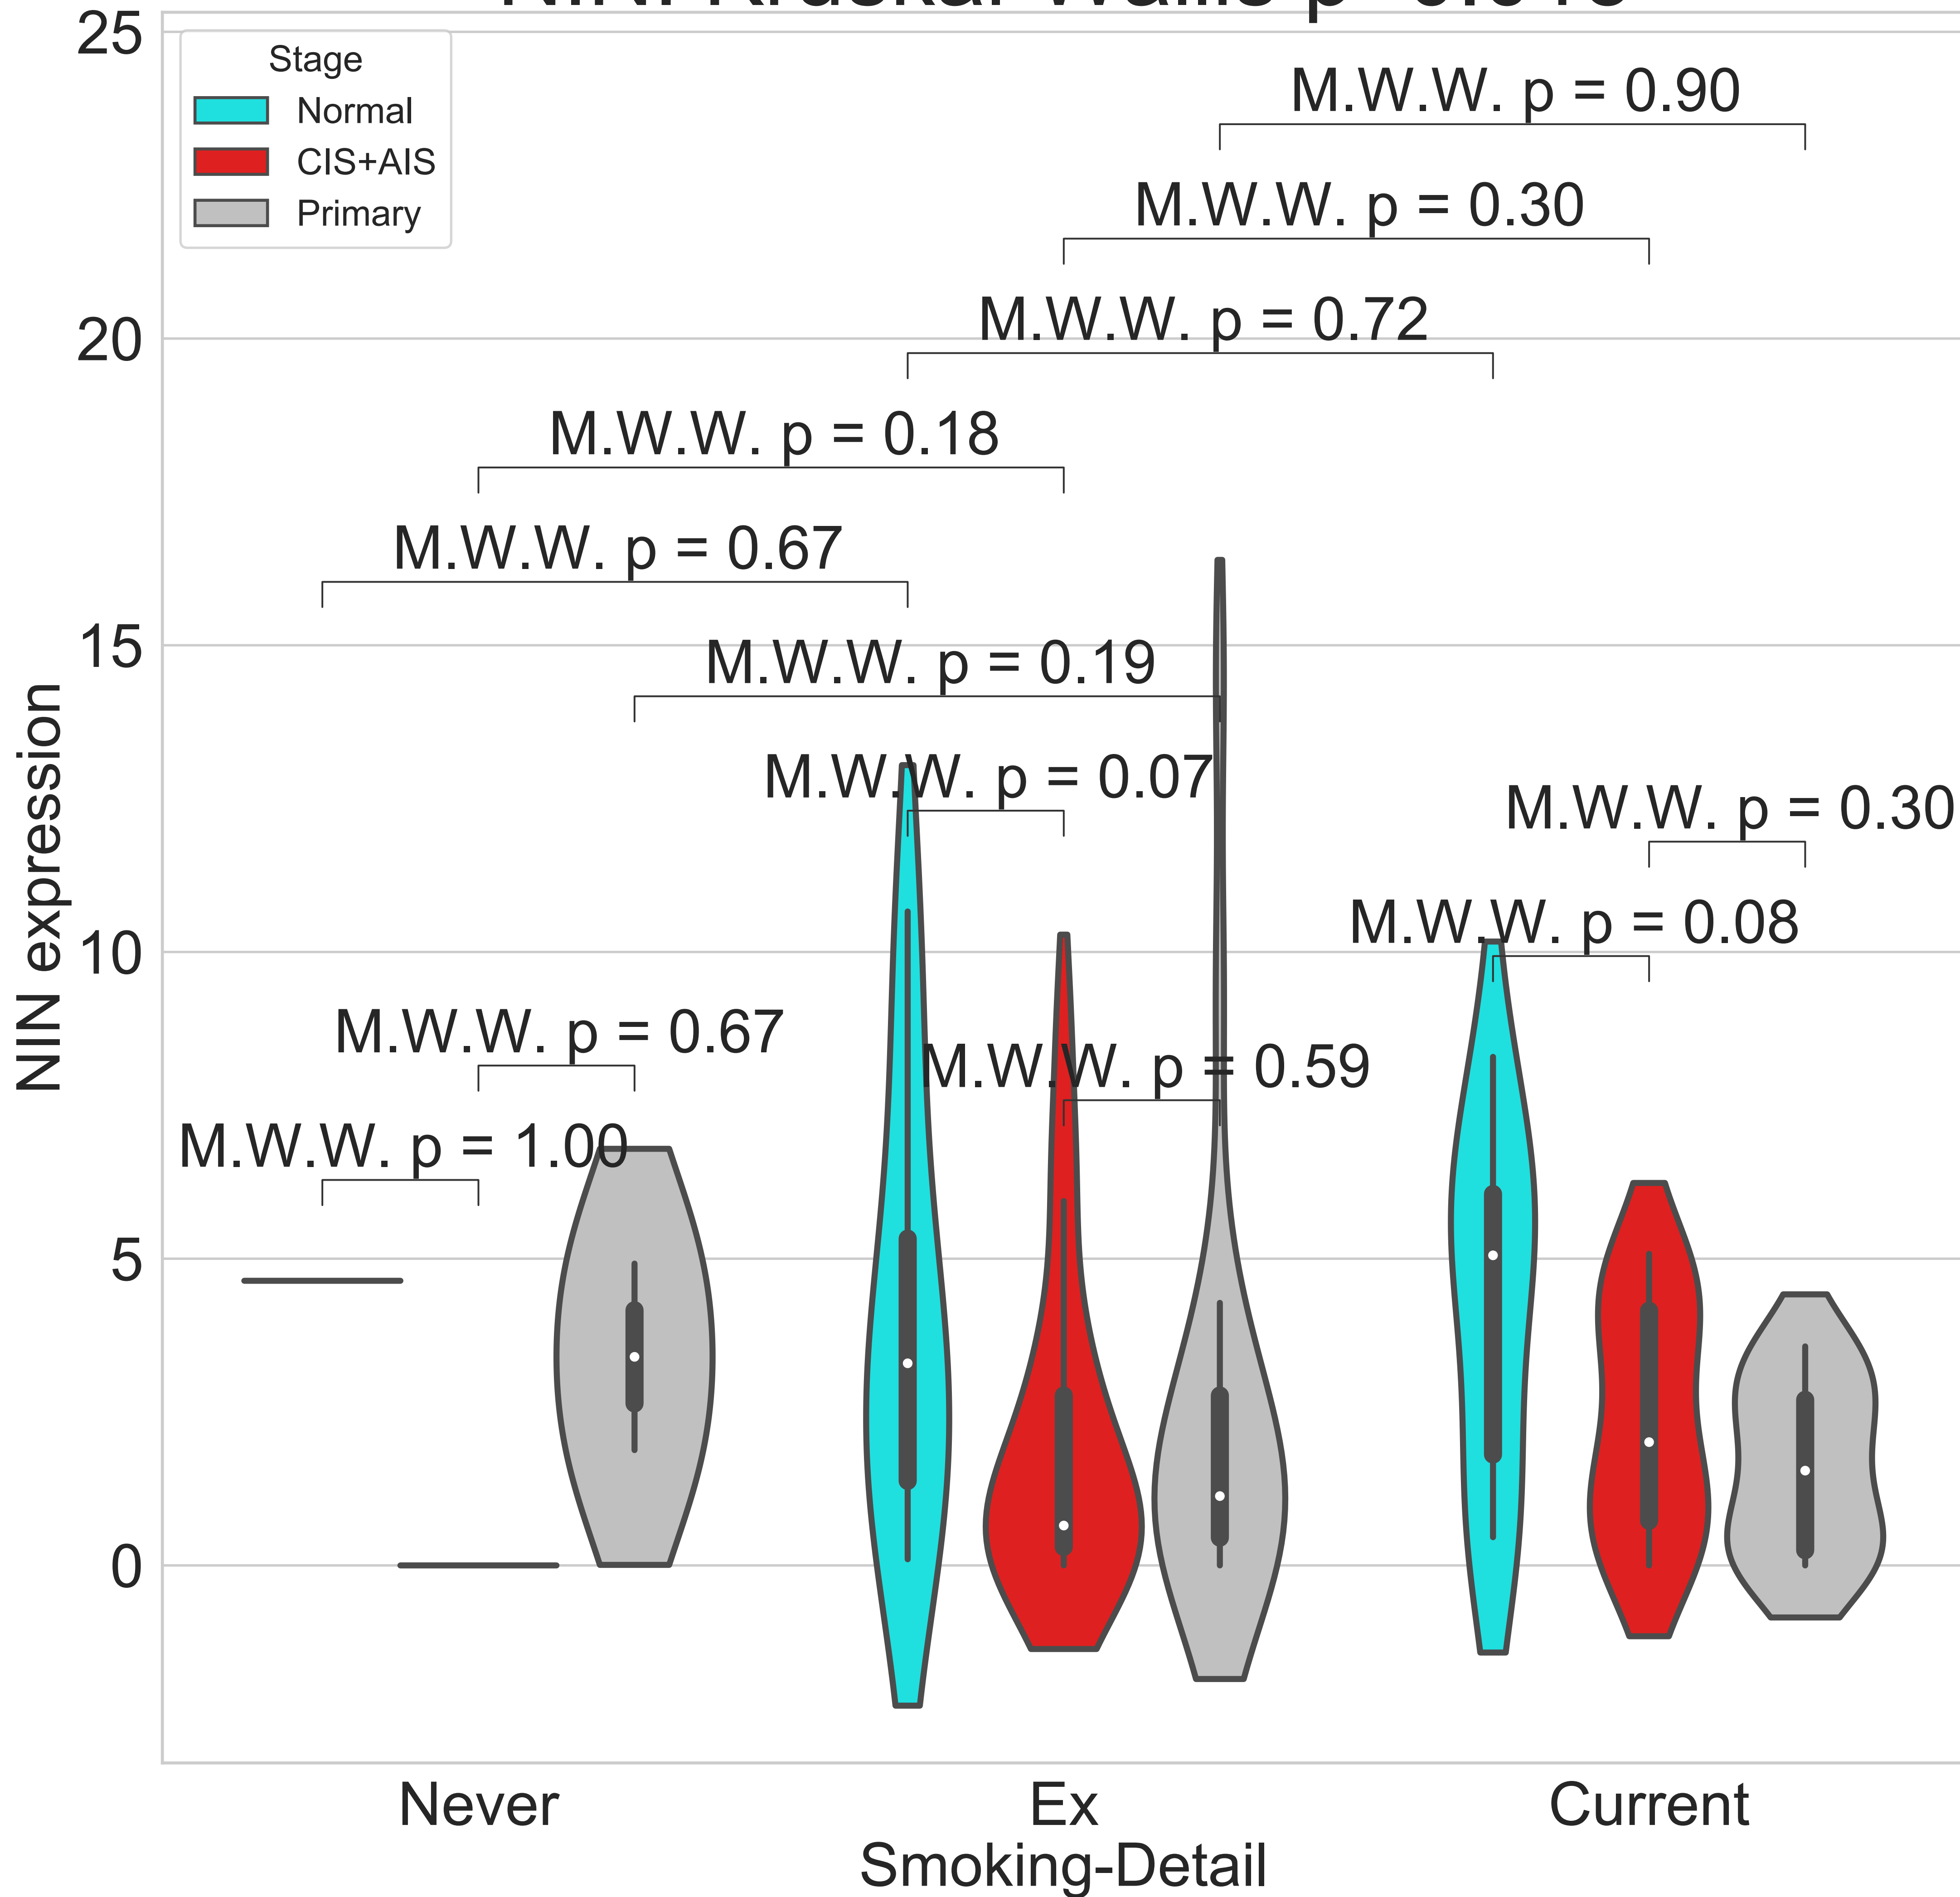 25
Stage
Normal
CIS+AIS
Primary
M.W.W. p = 0.90
M.W.W. p = 0.30
20
M.W.W. p = 0.72
M.W.W. p = 0.18
M.W.W. p = 0.67
15
M.W.W. p = 0.19
M.W.W. p = 0.07
M.W.W. p = 0.30
10
M.W.W. p = 0.08
M.W.W. p = 0.67
M.W.W. p = 0.59
M.W.W. p = 1.00
5
0
NIN expression
Never
Ex
Current
Smoking-Detail